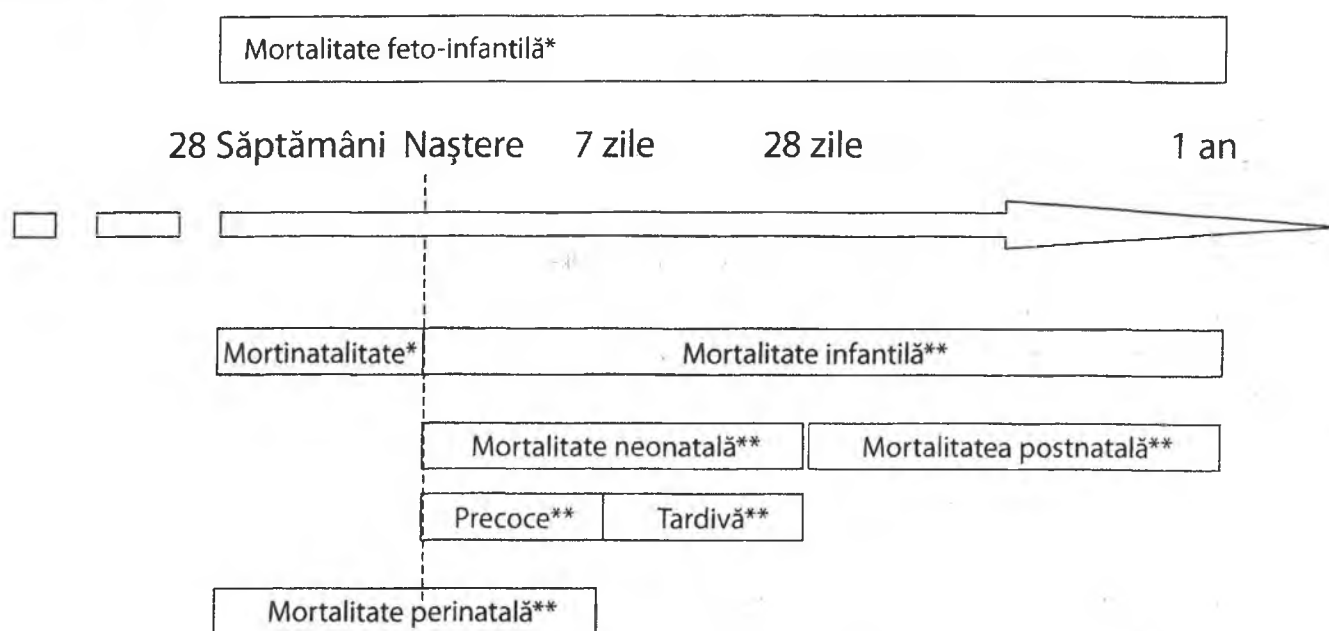 Mortalitate feto-infantilă*
28 Săptămâni Naştere 7 zile 28 zile 1 an
Mortinatalitate* Mortalitate infantilă**
Mortalitate neonatală** Mortalitatea postnatală**
Precoce** Tardivă**
Mortalitate perinatală**